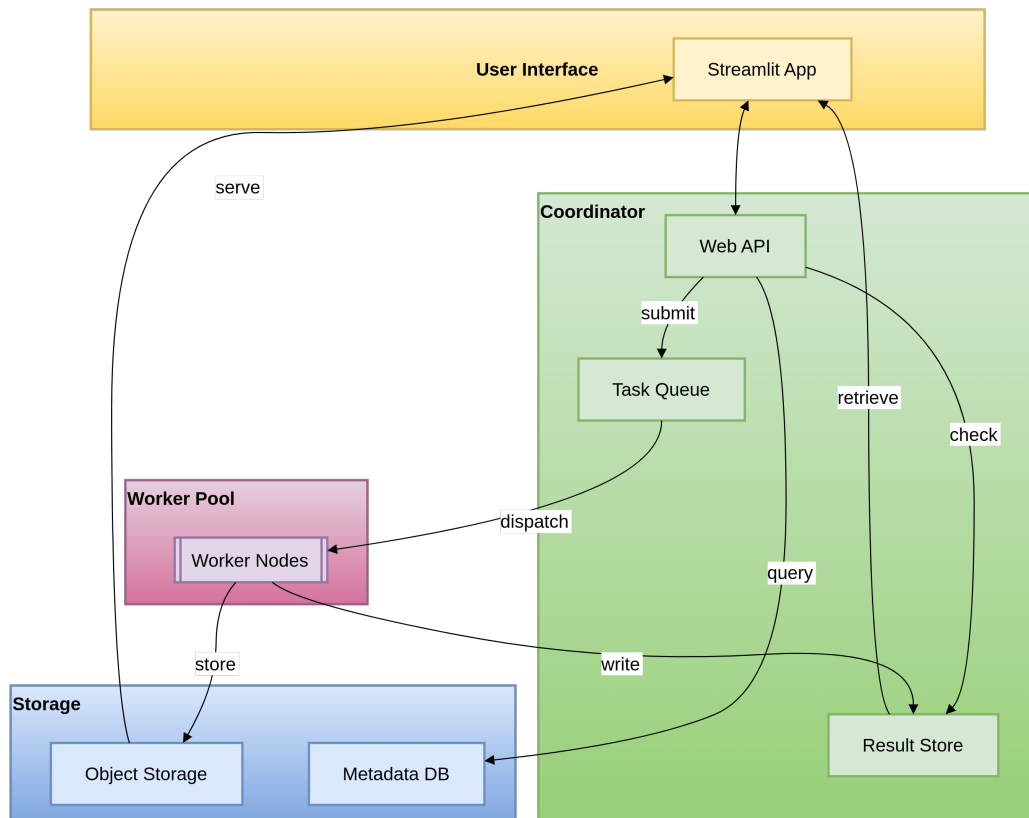 User Interface
Streamlit App
serve
Coordinator
Web API
submit
Task Queue
retrieve
check
Worker Pool
dispatch
Worker Nodes
query
store
write
Storage
Result Store
Object Storage
Metadata DB